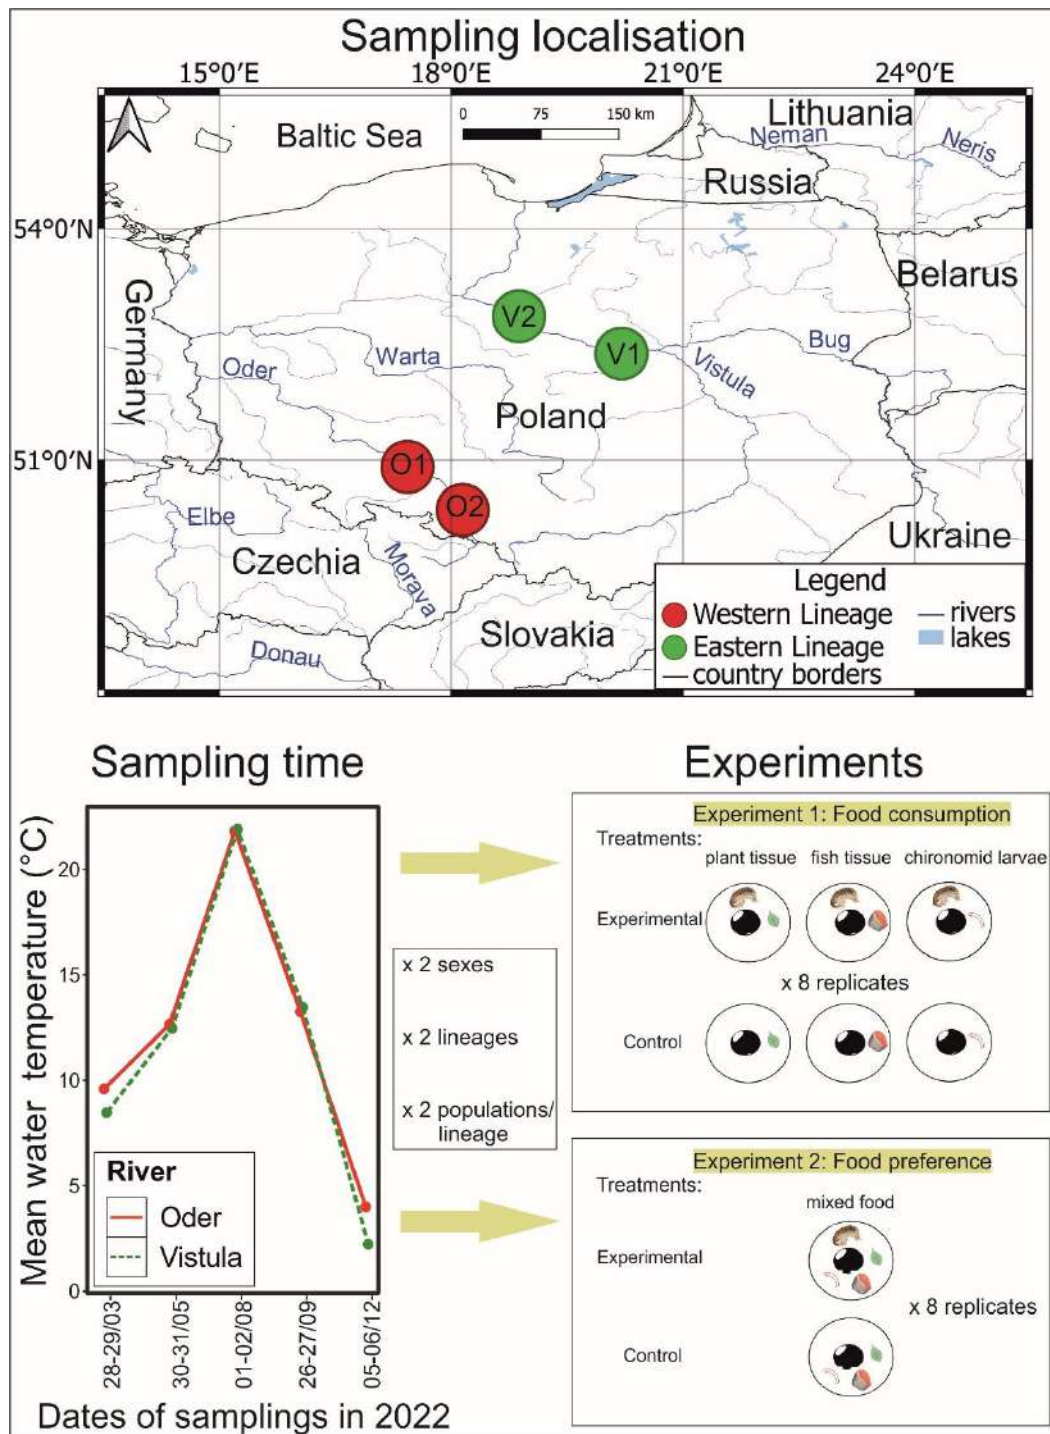 Sampling localisation
15°0'E 18°0'E 21°0'E 24°0'E
0 75 150 km
Baltic Sea
Lithuania
Neman
Neris
Russia
54°0'N
Belarus
Germany
V2
V1
Oder
Warta
Bug
Vistula
Poland
51°0'N
O1
O2
Elbe
Czechia
Morava
Ukraine
Slovakia
Donau
Legend
Western Lineage
Eastern Lineage
country borders
rivers
lakes
Sampling time
Mean water temperature (°C)
20
15
10
5
0
River
Oder
Vistula
28-29/03
30-31/05
01-02/08
26-27/09
05-06/12
Dates of samplings in 2022
x 2 sexes
x 2 lineages
x 2 populations/
lineage
Experiments
Experiment 1: Food consumption
Treatments:
plant tissue fish tissue chironomid larvae
Experimental
x 8 replicates
Control
Experiment 2: Food preference
Treatments:
mixed food
Experimental
x 8 replicates
Control